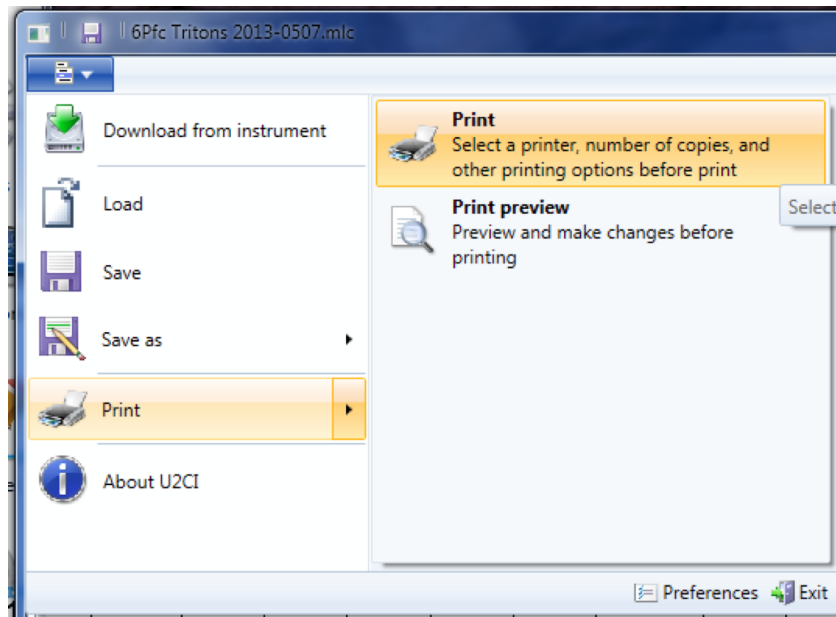 6Pfc Tritons 2013-0507.mlc
Download from instrument
Load
Save
Save as
Print
About U2CI
Print
Select a printer, number of copies, and
other printing options before print
Print preview
Preview and make changes before
printing
Select
Preferences
Exit